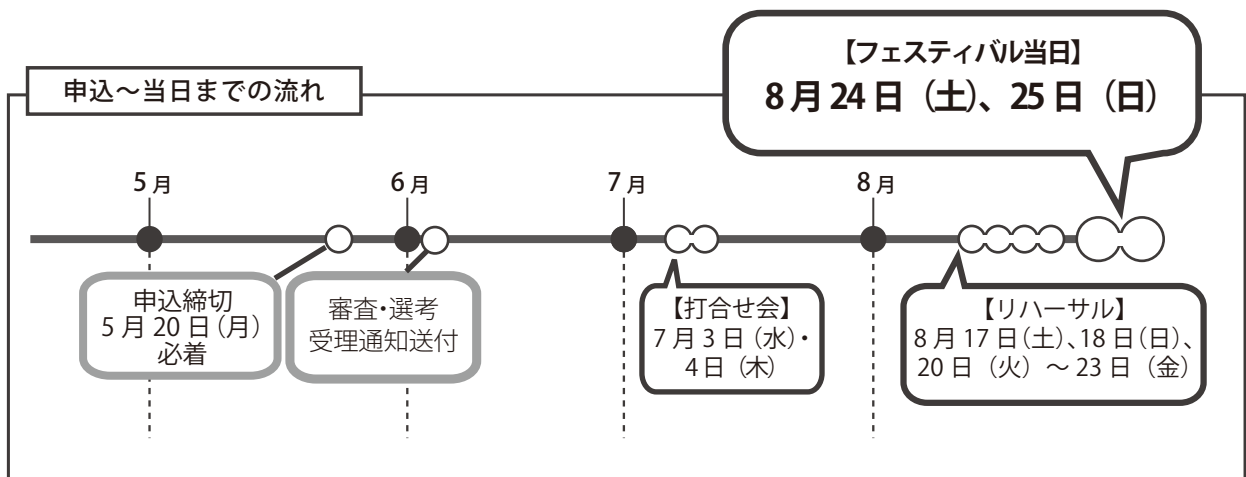 【フェスティバル当日】
8月24日（土）、25日（日）
申込～当日までの流れ
5月
6月
7月
8月
申込締切
5月20日（月）
必着
審査・選考
受理通知送付
【打合せ会】
7月3日（水）・
4日（木）
【リハーサル】
8月17日（土）、18日（日）、
20日（火）～23日（金）